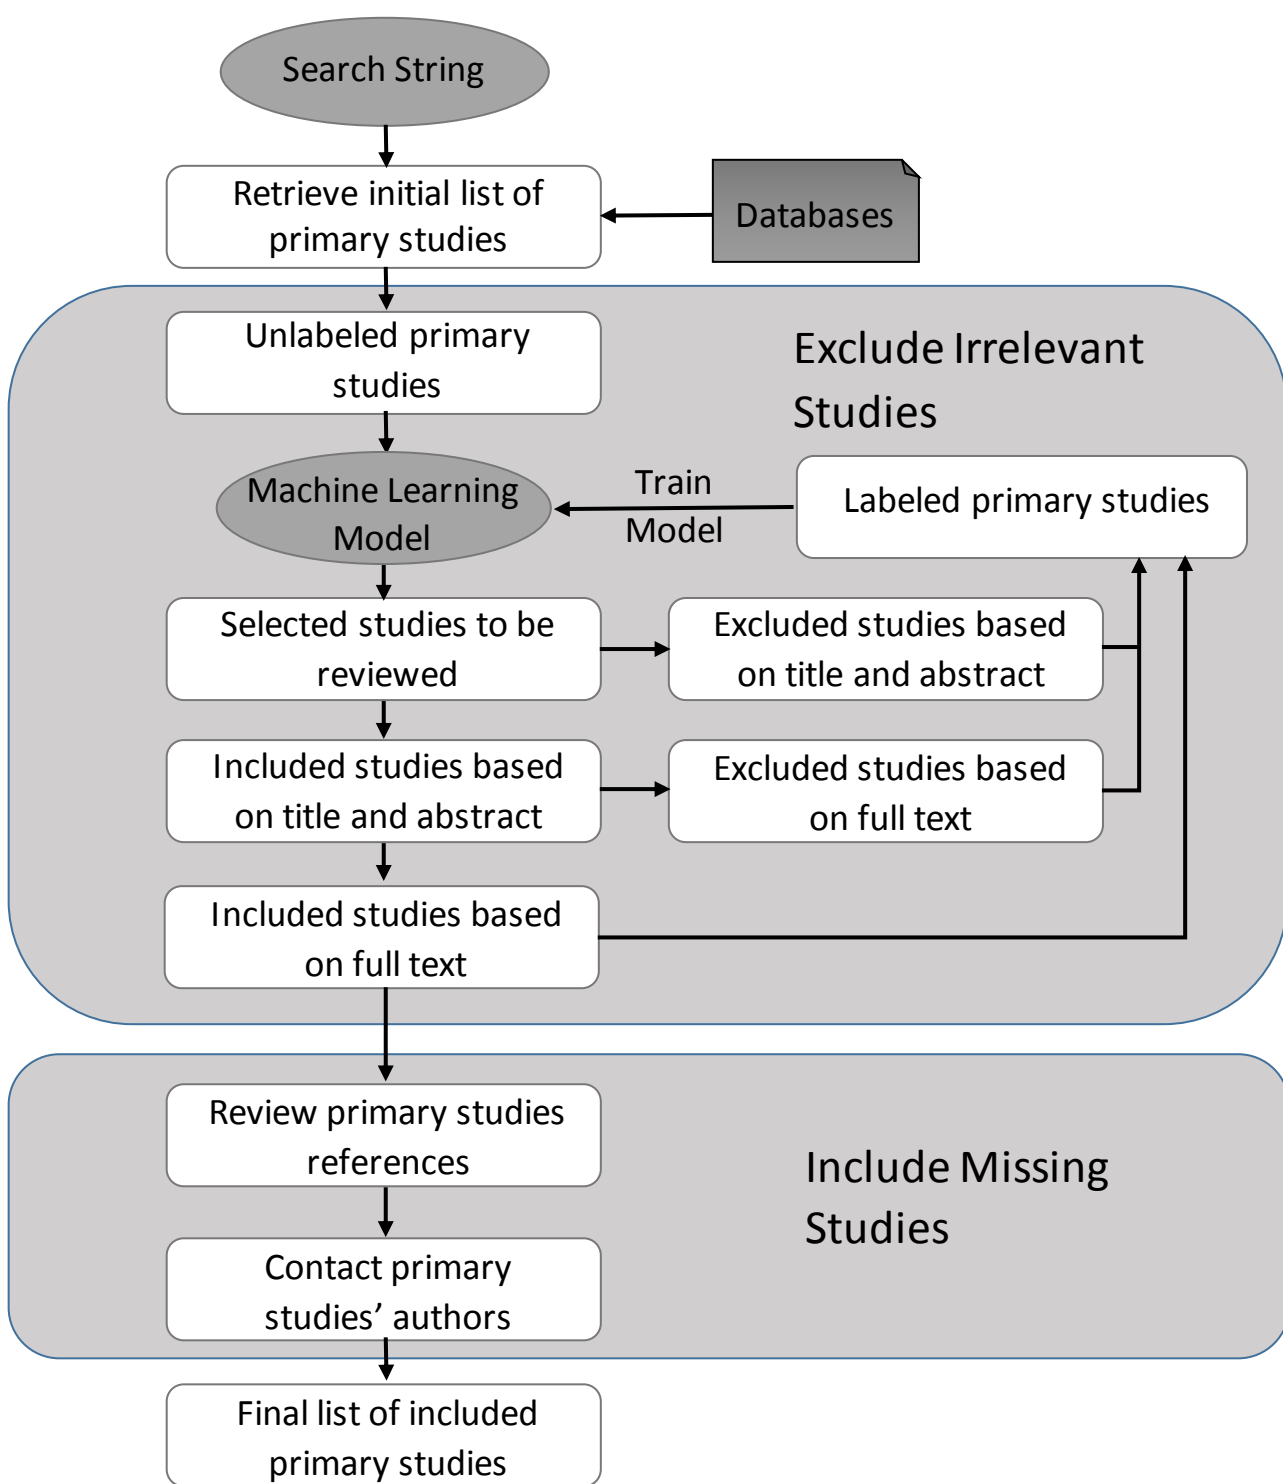 Search String
Retrieve initial list of
primary studies
Databases
Unlabeled primary
studies
Exclude Irrelevant
Studies
Machine Learning
Model
Train
Model
Labeled primary studies
Selected studies to be
reviewed
Excluded studies based
on title and abstract
Included studies based
on title and abstract
Excluded studies based
on full text
Included studies based
on full text
Review primary studies
references
Include Missing
Studies
Contact primary
studies’ authors
Final list of included
primary studies